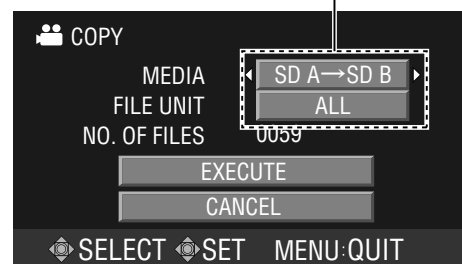 COPY
MEDIA SD A→SD B
FILE UNIT ALL
NO. OF FILES 0059
EXECUTE
CANCEL
SELECT SET MENU:QUIT